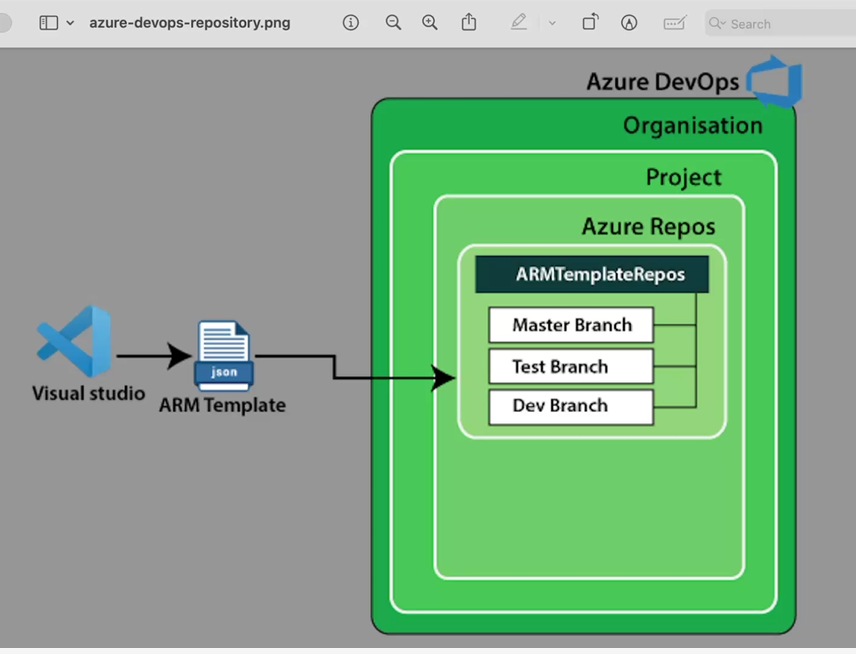 azure-devops-repository.png
Search
Azure DevOps
Organisation
Project
Azure Repos
ARMTemplateRepos
Master Branch
Test Branch
Dev Branch
json
Visual studio
ARM Template